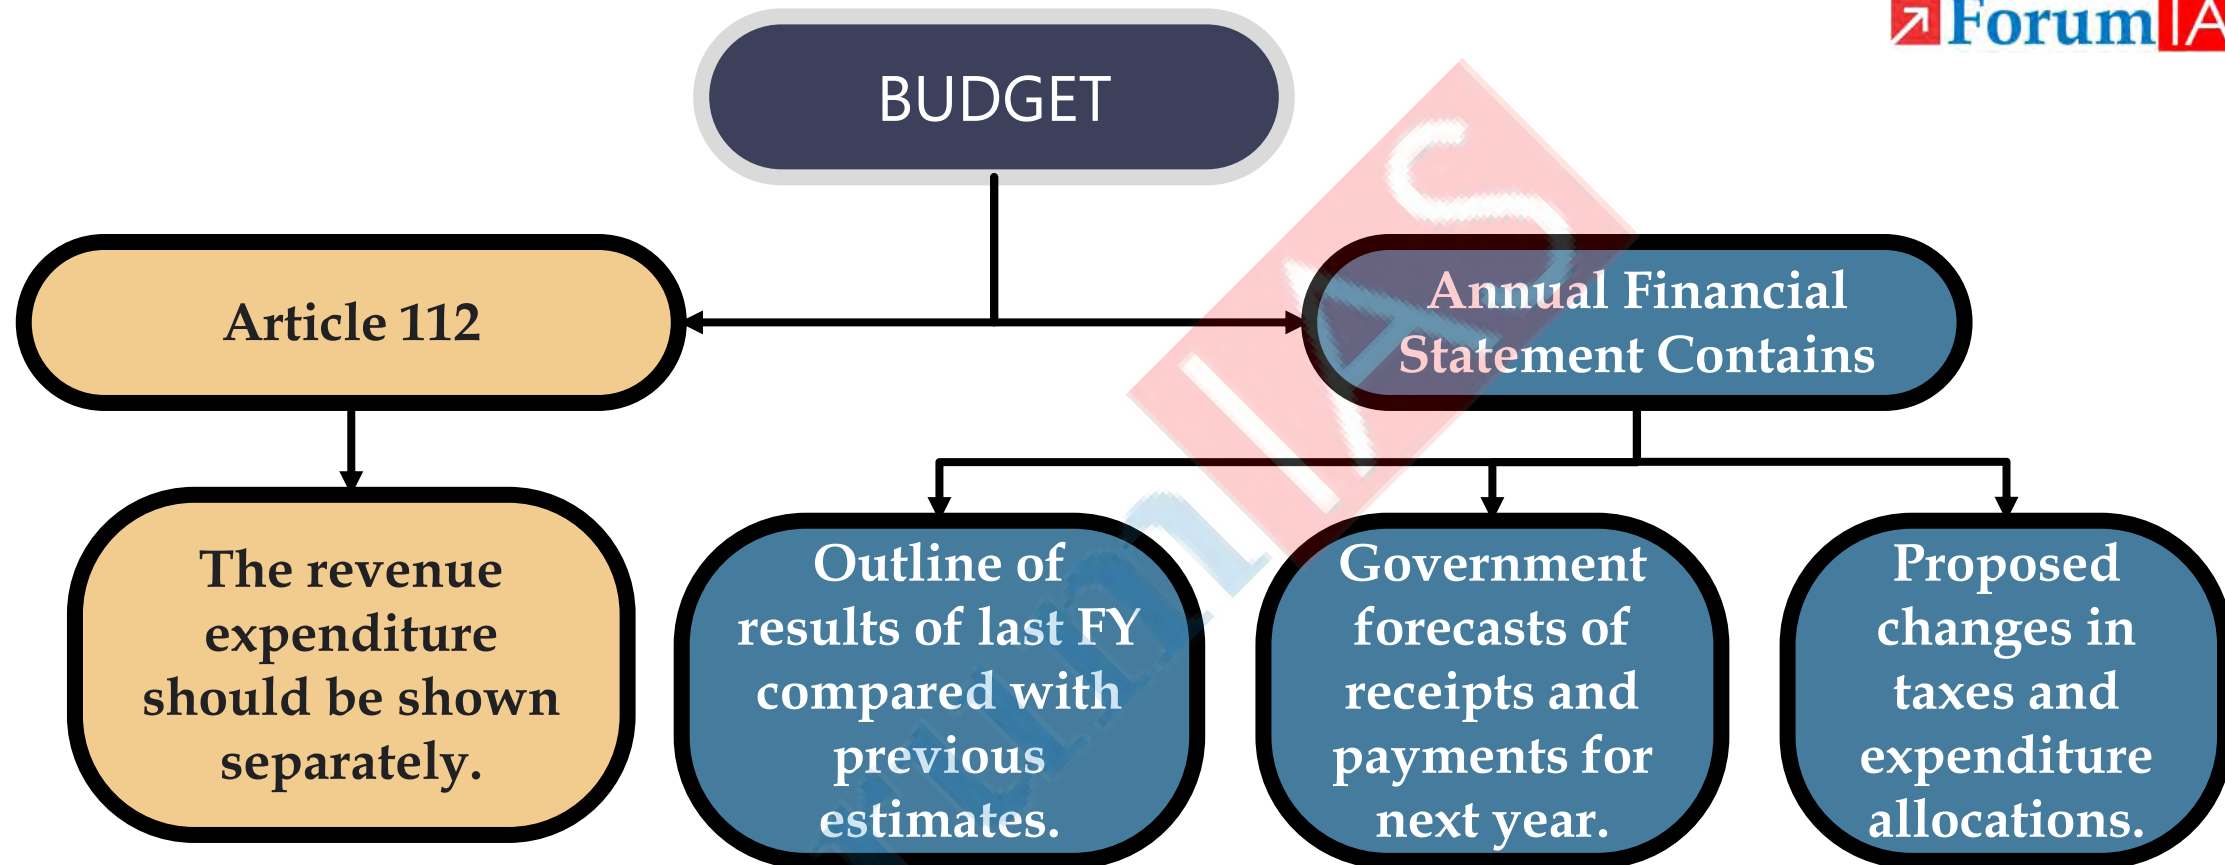 ForumIA
BUDGET
Article 112
Annual Financial
Statement Contains
The revenue
expenditure
should be shown
separately.
Outline of
results of last FY
compared with
previous
estimates.
Government
forecasts of
receipts and
payments for
next year.
Proposed
changes in
taxes and
expenditure
allocations.
rumIAS